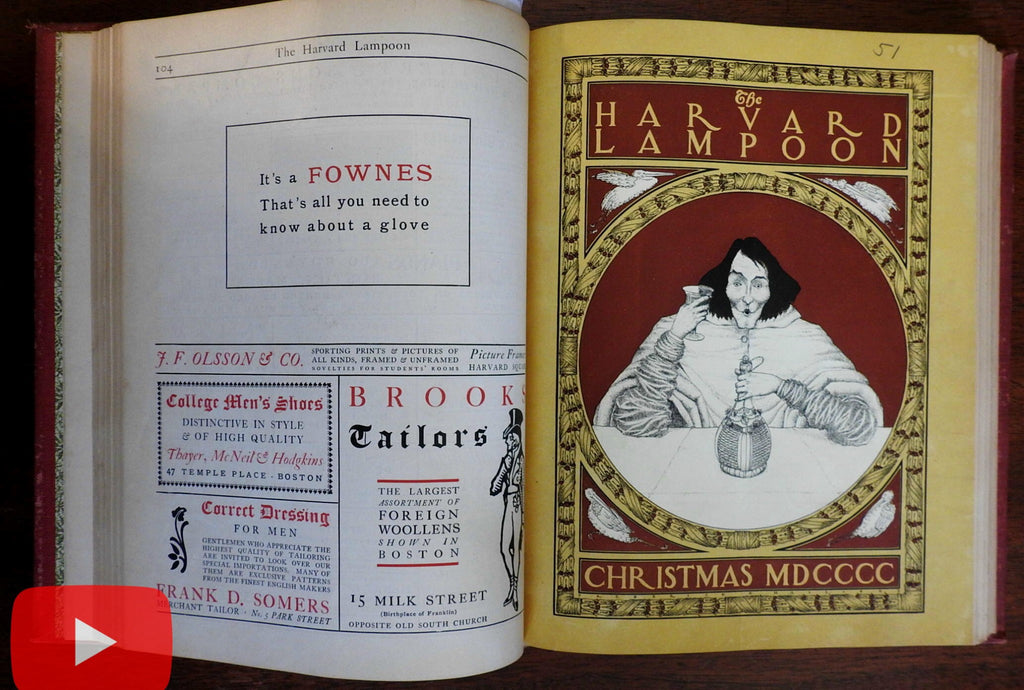 The Harvard Lampoon
104
It's a FOWNES
That's all you need to
know about a glove
J. F. OLSSON & CO.
SPORTING PRINTS & PICTURES OF
ALL KINDS, FRAMED & UNFRAMED
NOVELTIES FOR STUDENTS' ROOMS
Picture
HARVARD
College Men's Shoes
DISTINCTIVE IN STYLE
& OF HIGH QUALITY
Thayer, McNeil & Hodgkins
47 TEMPLE PLACE · BOSTON
Correct Dressing
FOR MEN
GENTLEMEN WHO APPRECIATE THE
HIGHEST QUALITY OF TAILORING
ARE INVITED TO LOOK OVER OUR
SPECIAL IMPORTATIONS. MANY OF
THEM ARE EXCLUSIVE PATTERNS
FROM THE FINEST ENGLISH MAKERS
FRANK D. SOMERS
MERCHANT TAILOR · No. 5 PARK STREET
BROOKS
Tailors
THE LARGEST
ASSORTMENT OF
FOREIGN
WOOLLENS
SHOWN IN
BOSTON
15 MILK STREET
(Birthplace of Franklin)
OPPOSITE OLD SOUTH CHURCH
51
The
HARVARD
LAMPOON
CHRISTMAS MDCCCC